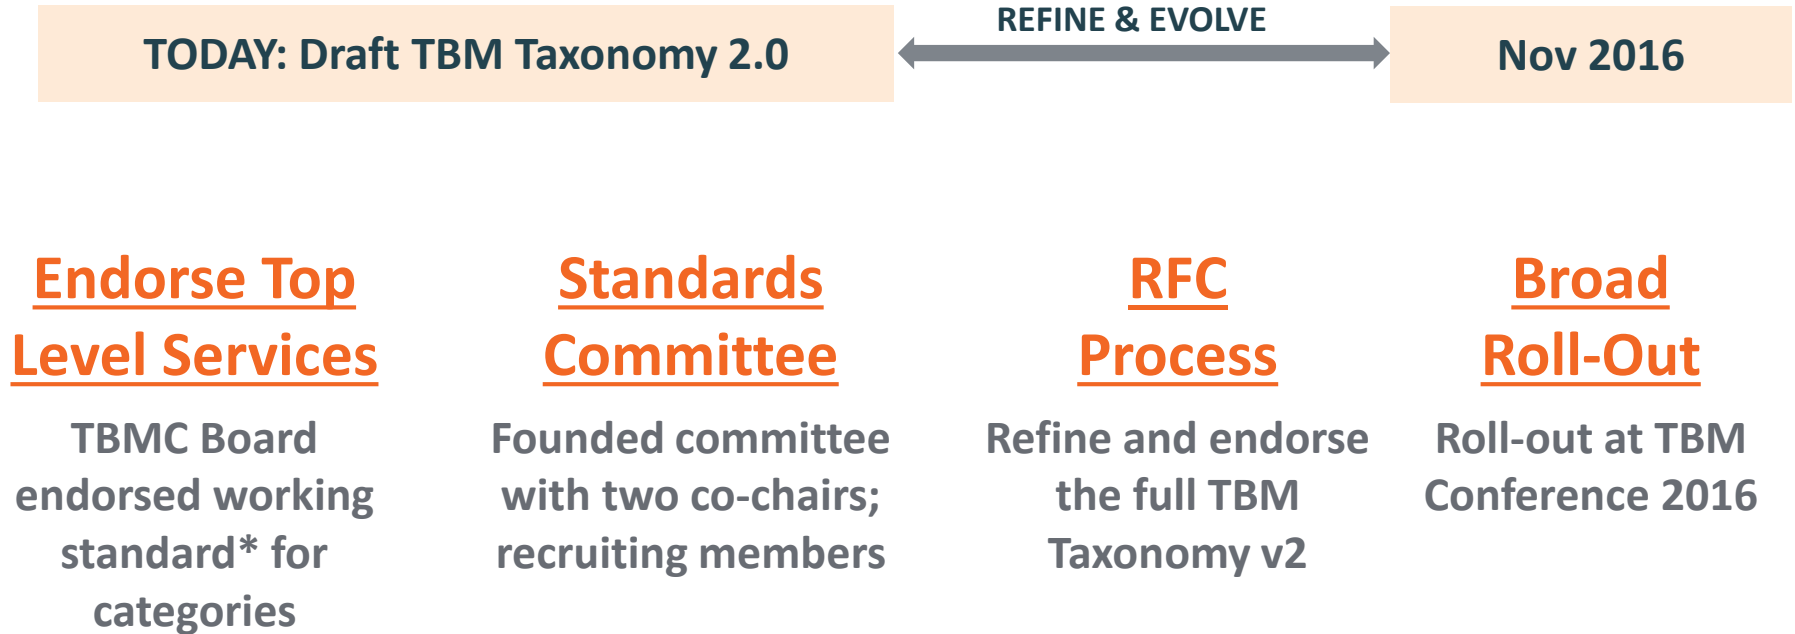 TODAY: Draft TBM Taxonomy 2.0
REFINE & EVOLVE
Nov 2016
Endorse Top
Level Services
TBMC Board
endorsed working
standard* for
categories
Standards
Committee
Founded committee
with two co-chairs;
recruiting members
RFC
Process
Refine and endorse
the full TBM
Taxonomy v2
Broad
Roll-Out
Roll-out at TBM
Conference 2016